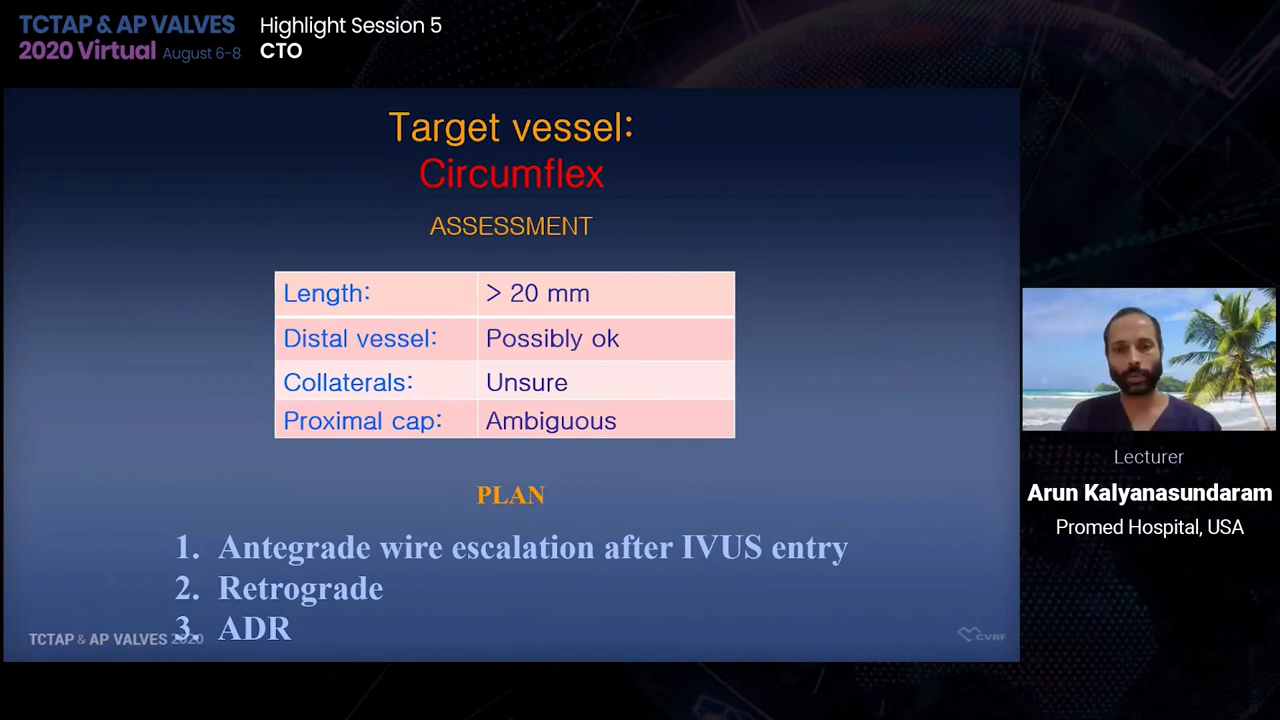 TCTAP & AP VALVES
2020 Virtual August 6-8
Highlight Session 5
CTO
Target vessel:
Circumflex
ASSESSMENT
Length: > 20 mm
Distal vessel: Possibly ok
Collaterals: Unsure
Proximal cap: Ambiguous
PLAN
1. Antegrade wire escalation after IVUS entry
2. Retrograde
3. ADR
TCTAP & AP VALVES 2020
CVRF
Lecturer
Arun Kalyanasundaram
Promed Hospital, USA